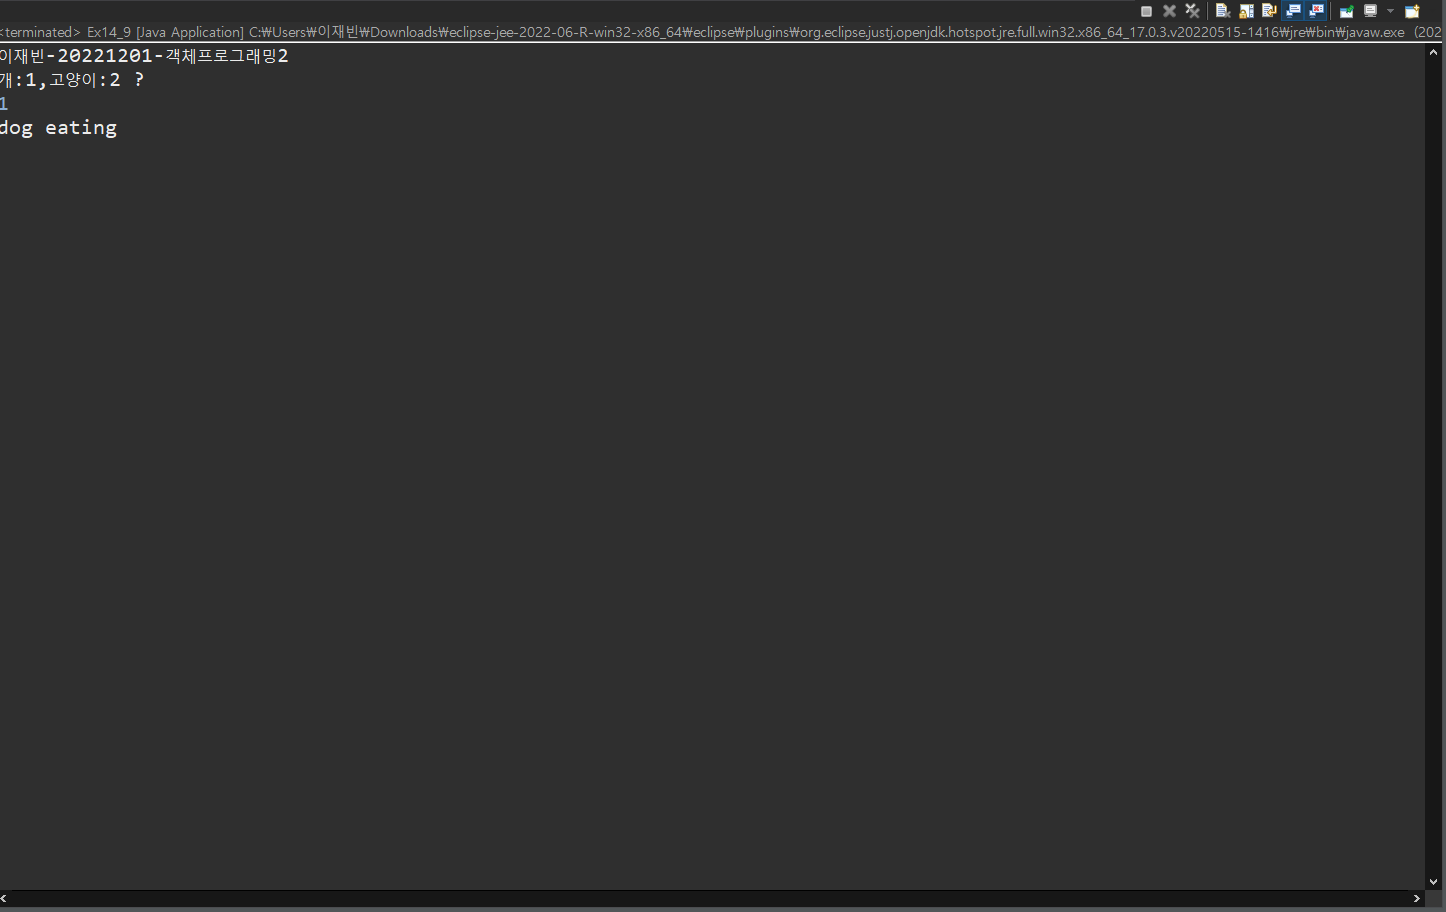 <terminated> Ex14_9 [Java Application] C:₩Users₩이재빈₩Downloads₩eclipse-jee-2022-06-R-win32-x86_64₩eclipse₩plugins₩org.eclipse.justj.openjdk.hotspot.jre.full.win32.x86_64_17.0.3.v20220515-1416₩jre₩bin₩javaw.exe (202
이재빈-20221201-객체프로그래밍2
개:1,고양이:2 ?
1
dog eating